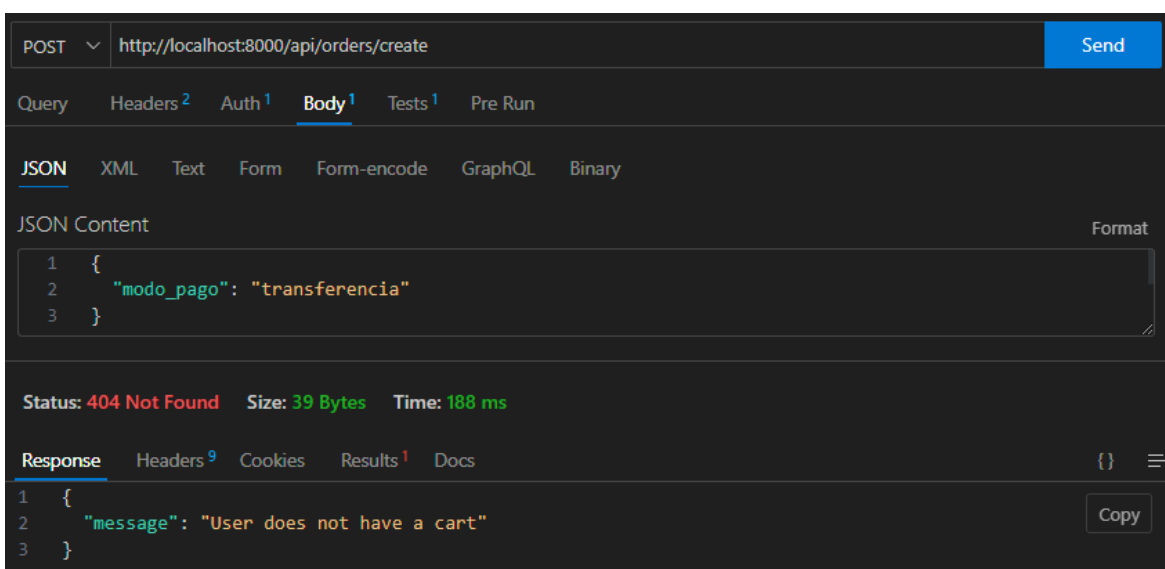 POST http://localhost:8000/api/orders/create Send
Query Headers 2 Auth 1 Body 1 Tests 1 Pre Run
JSON XML Text Form Form-encode GraphQL Binary
JSON Content Format
1 {
2 "modo_pago": "transferencia"
3 }
Status: 404 Not Found Size: 39 Bytes Time: 188 ms
Response Headers 9 Cookies Results 1 Docs {}
1 {
2 "message": "User does not have a cart"
3 }
Copy